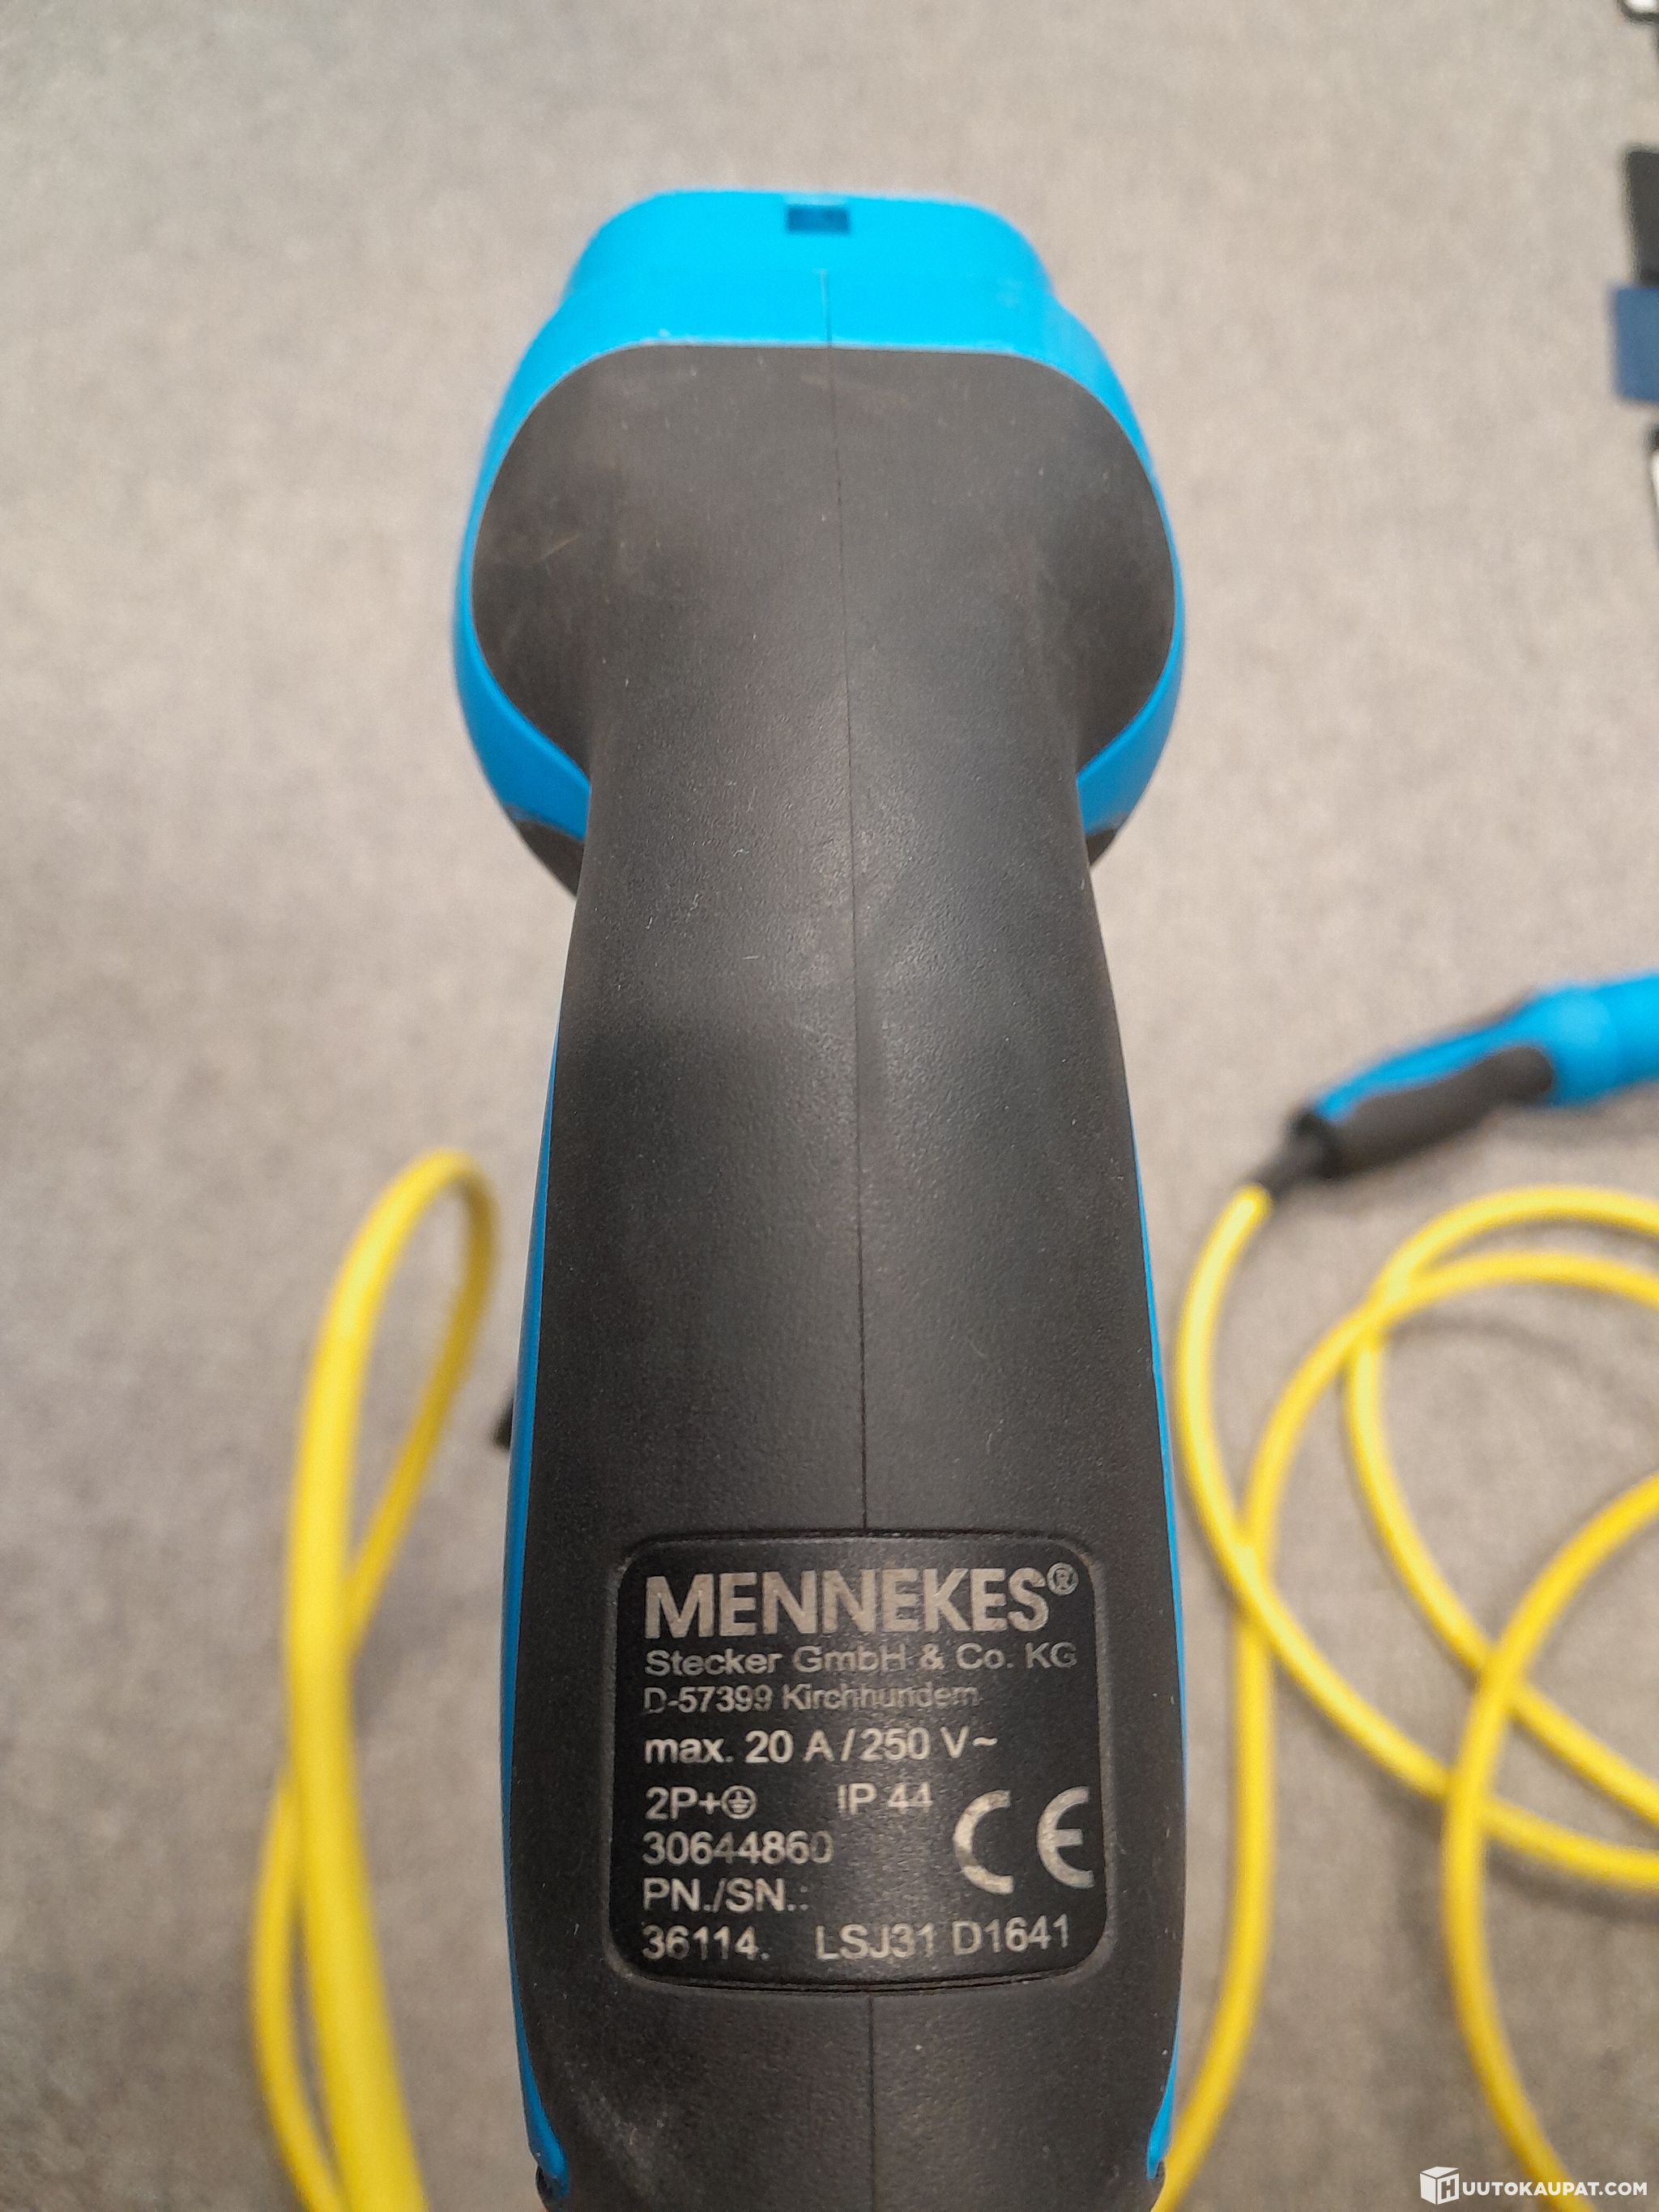 MENNEKES®
Stecker GmbH & Co. KG
D-57399 Kirchhundem
max. 20 A / 250 V~
2P+⏚ IP 44
CE
30644860
PN./SN.:
36114. LSJ31 D1641
HUUTOKAUPAT.COM